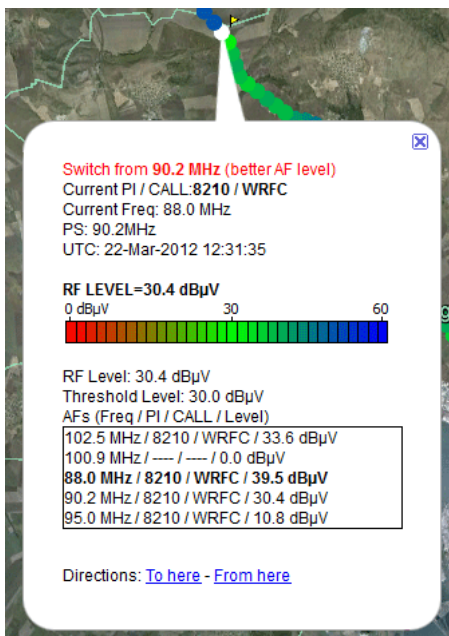 Switch from 90.2 MHz (better AF level)
Current PI / CALL:8210 / WRFC
Current Freq: 88.0 MHz
PS: 90.2MHz
UTC: 22-Mar-2012 12:31:35
RF LEVEL=30.4 dBµV
0 dBµV 30 60
RF Level: 30.4 dBµV
Threshold Level: 30.0 dBµV
AFs (Freq / PI / CALL / Level)
102.5 MHz / 8210 / WRFC / 33.6 dBµV
100.9 MHz / ---- / ---- / 0.0 dBµV
88.0 MHz / 8210 / WRFC / 39.5 dBµV
90.2 MHz / 8210 / WRFC / 30.4 dBµV
95.0 MHz / 8210 / WRFC / 10.8 dBµV
Directions: To here - From here